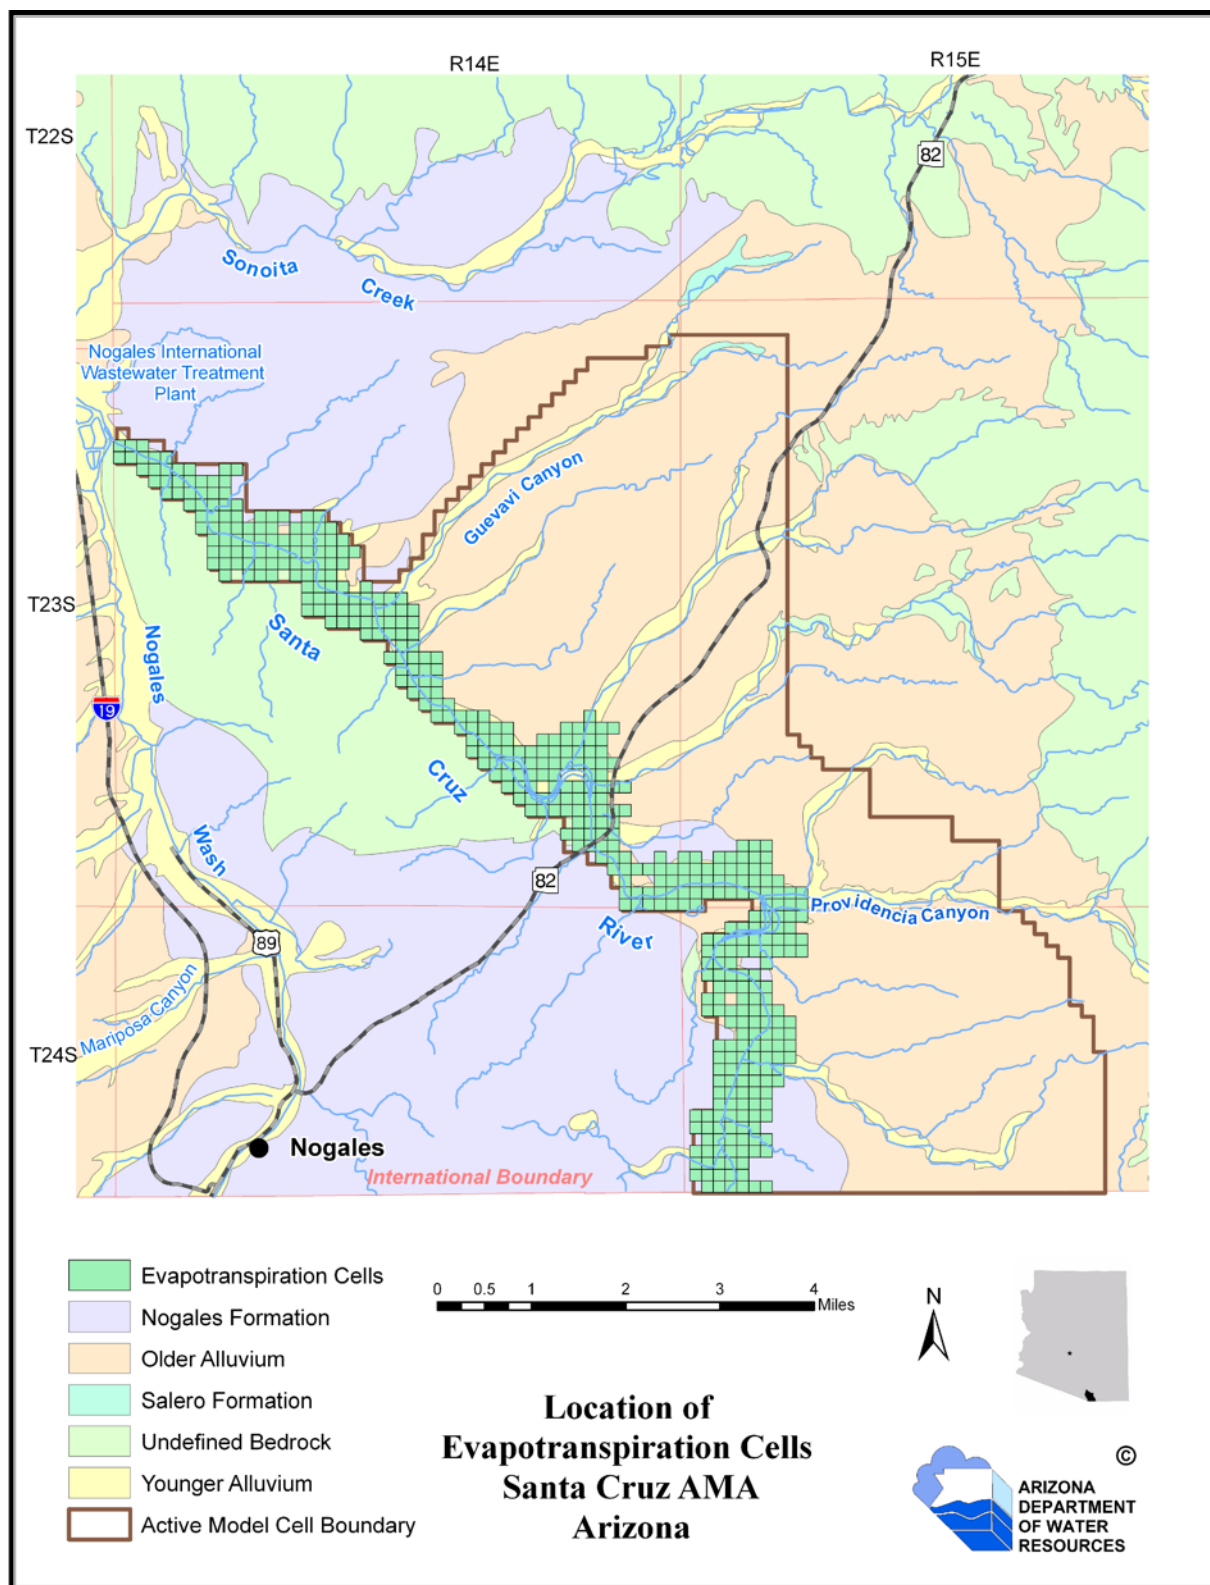 R14E
R15E
T22S
82
Sonoita
Creek
Nogales International
Wastewater Treatment
Plant
Guevavi Canyon
T23S
Santa
Nogales
19
Cruz
Wash
82
Providencia Canyon
River
89
Mariposa Canyon
T24S
Nogales
International Boundary
Evapotranspiration Cells
Nogales Formation
Older Alluvium
Salero Formation
Undefined Bedrock
Younger Alluvium
Active Model Cell Boundary
0 0.5 1 2 3 4
Miles
N
Location of
Evapotranspiration Cells
Santa Cruz AMA
Arizona
©
ARIZONA
DEPARTMENT
OF WATER
RESOURCES